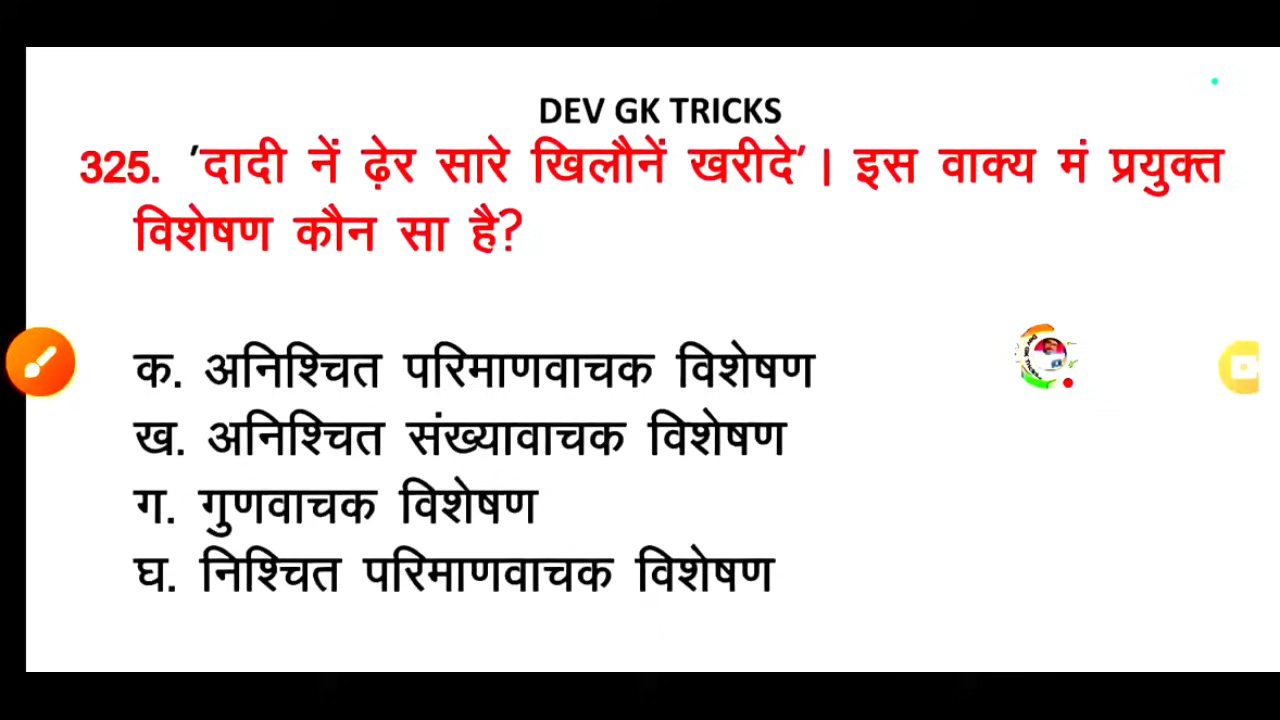 DEV GK TRICKS
325. 'दादी नें ढ़ेर सारे खिलौनें खरीदे'। इस वाक्य मं प्रयुक्त
विशेषण कौन सा है?
क. अनिश्चित परिमाणवाचक विशेषण
ख. अनिश्चित संख्यावाचक विशेषण
ग. गुणवाचक विशेषण
घ. निश्चित परिमाणवाचक विशेषण